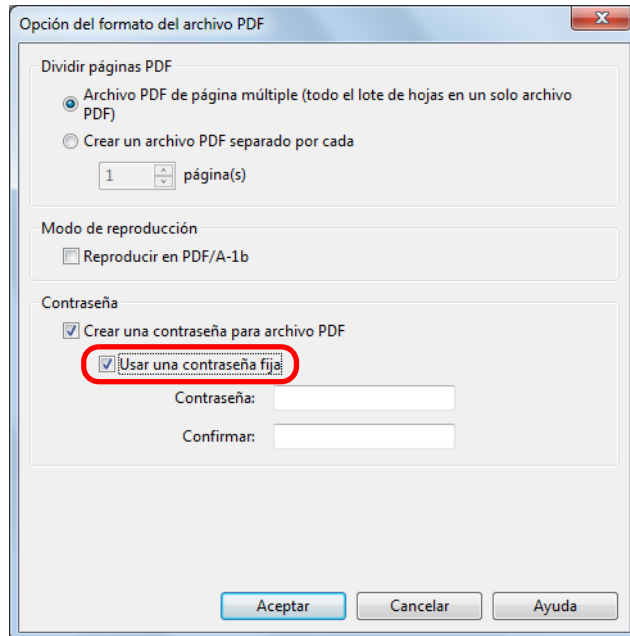 Opción del formato del archivo PDF
Dividir páginas PDF
Archivo PDF de página múltiple (todo el lote de hojas en un solo archivo
PDF)
Crear un archivo PDF separado por cada
1 página(s)
Modo de reproducción
Reproducir en PDF/A-1b
Contraseña
Crear una contraseña para archivo PDF
Usar una contraseña fija
Contraseña:
Confirmar:
Aceptar Cancelar Ayuda